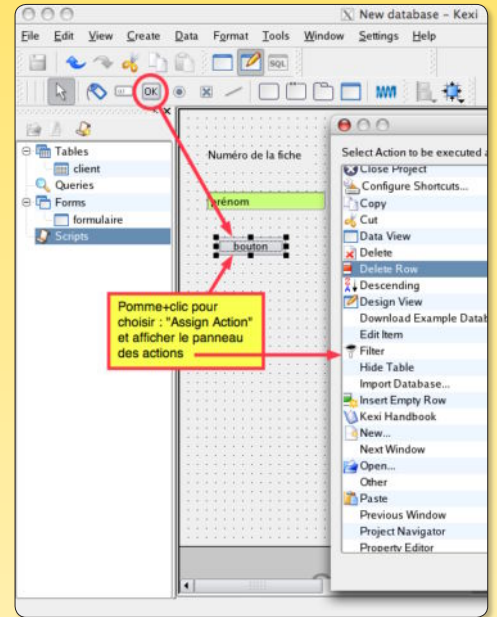 New database – Kexi
File Edit View Create Data Format Tools Window Settings Help
SQL
OK
Tables
client
Queries
Forms
formulaire
Scripts
Numéro de la fiche
prénom
bouton
Pomme+clic pour
choisir : "Assign Action"
et afficher le panneau
des actions
Select Action to be executed
Close Project
Configure Shortcuts...
Copy
Cut
Data View
Delete
Delete Row
Descending
Design View
Download Example
Edit Item
Filter
Hide Table
Import Database...
Insert Empty Row
Kexi Handbook
New...
Next Window
Open...
Other
Paste
Previous Window
Project Navigator
Property Editor